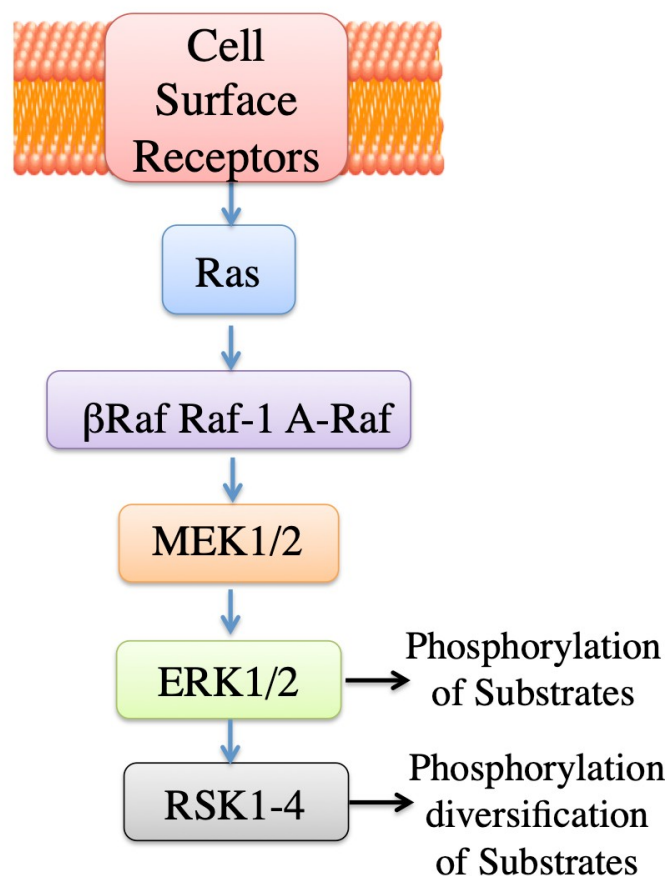 Cell
Surface
Receptors
Ras
βRaf Raf-1 A-Raf
MEK1/2
ERK1/2
Phosphorylation
of Substrates
RSK1-4
Phosphorylation
diversification
of Substrates